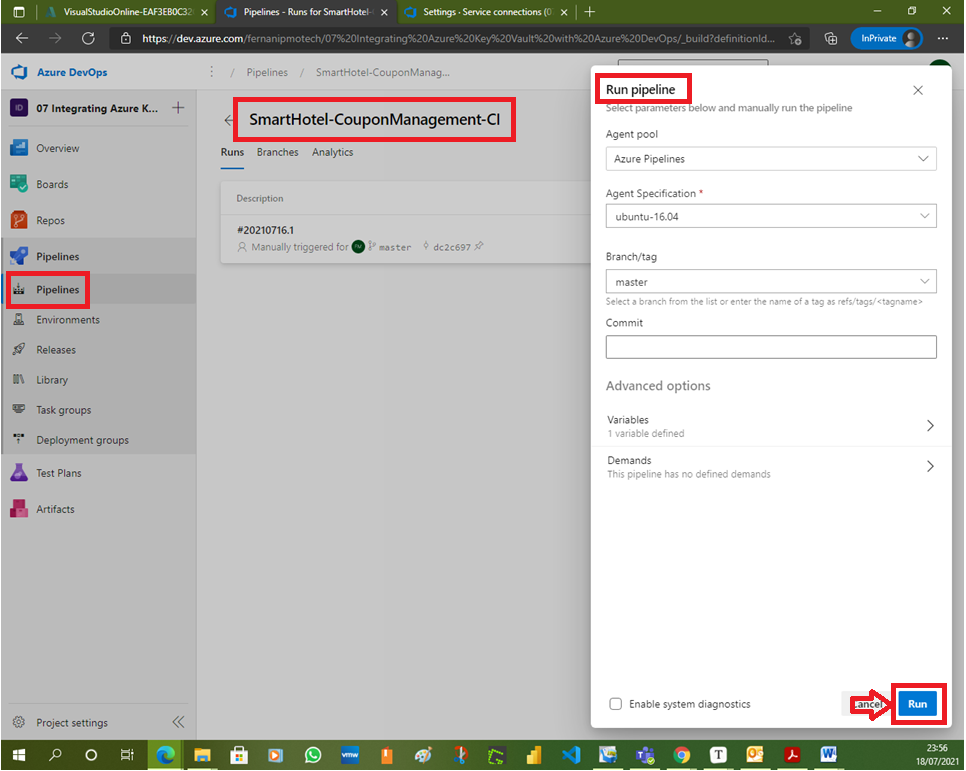 VisualStudioOnline-EAF3EB0C32
Pipelines - Runs for SmartHotel-
Settings · Service connections (0
https://dev.azure.com/fernanipmotech/07%20Integrating%20Azure%20Key%20Vault%20with%20Azure%20DevOps/_build?definitionId...
InPrivate
Azure DevOps
/ Pipelines / SmartHotel-CouponManag...
ID 07 Integrating Azure K...
Overview
Boards
Repos
Pipelines
Pipelines
Environments
Releases
Library
Task groups
Deployment groups
Test Plans
Artifacts
Project settings
SmartHotel-CouponManagement-CI
Runs Branches Analytics
Description
#20210716.1
Manually triggered for master dc2c697
Run pipeline
Select parameters below and manually run the pipeline
Agent pool
Azure Pipelines
Agent Specification *
ubuntu-16.04
Branch/tag
master
Select a branch from the list or enter the name of a tag as refs/tags/<tagname>
Commit
Advanced options
Variables
1 variable defined
Demands
This pipeline has no defined demands
Enable system diagnostics
Cancel
Run
vmw
T
W
23:56
18/07/2021